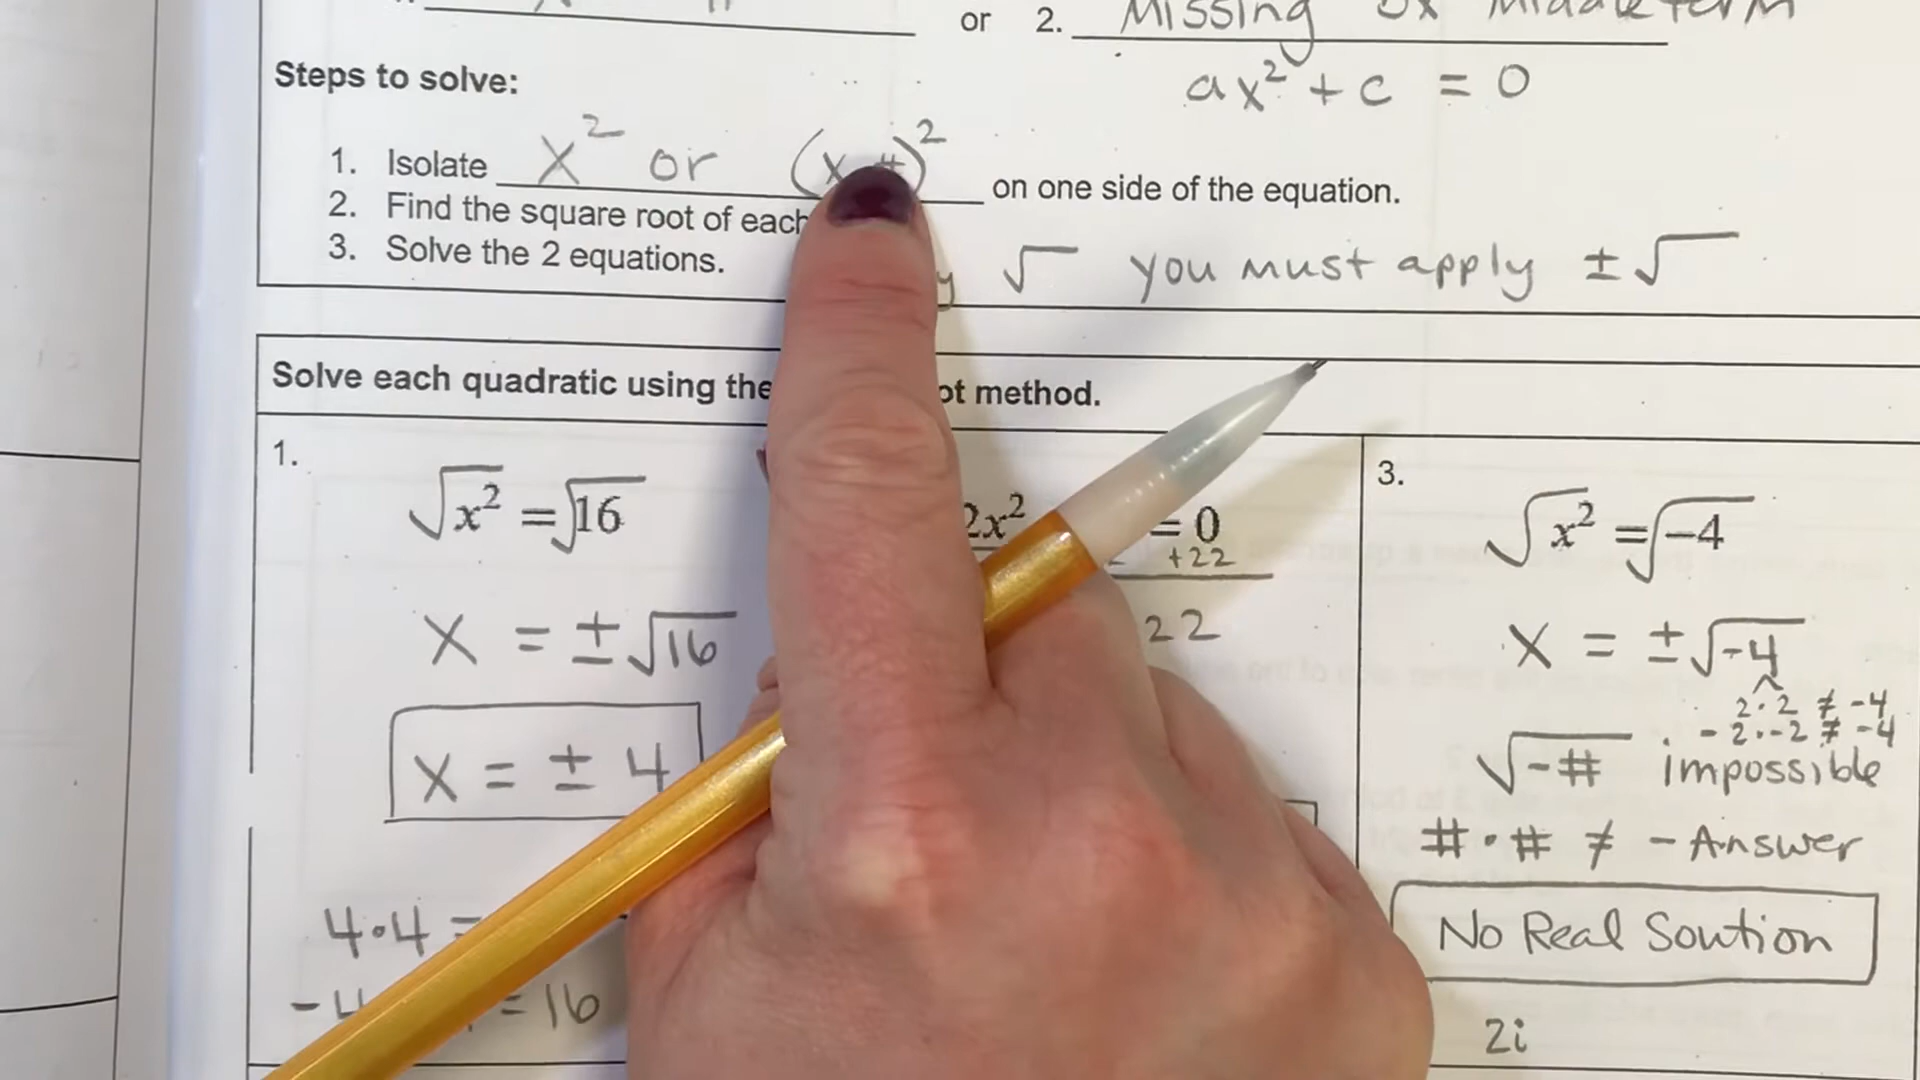 or 2. Missing bx Middle term
Steps to solve:
ax² + c = 0
1. Isolate x² or (x #)² on one side of the equation.
2. Find the square root of each
3. Solve the 2 equations.
√ you must apply ±√
Solve each quadratic using the method.
1.
√x² = √16
x = ±√16
x = ± 4
4·4 =
= 16
2x² = 0
+22
22
3.
√x² = √-4
x = ±√-4
2·2 ≠ -4
-2·-2 ≠ -4
√-# impossible
#·# ≠ - Answer
No Real Soution
2i